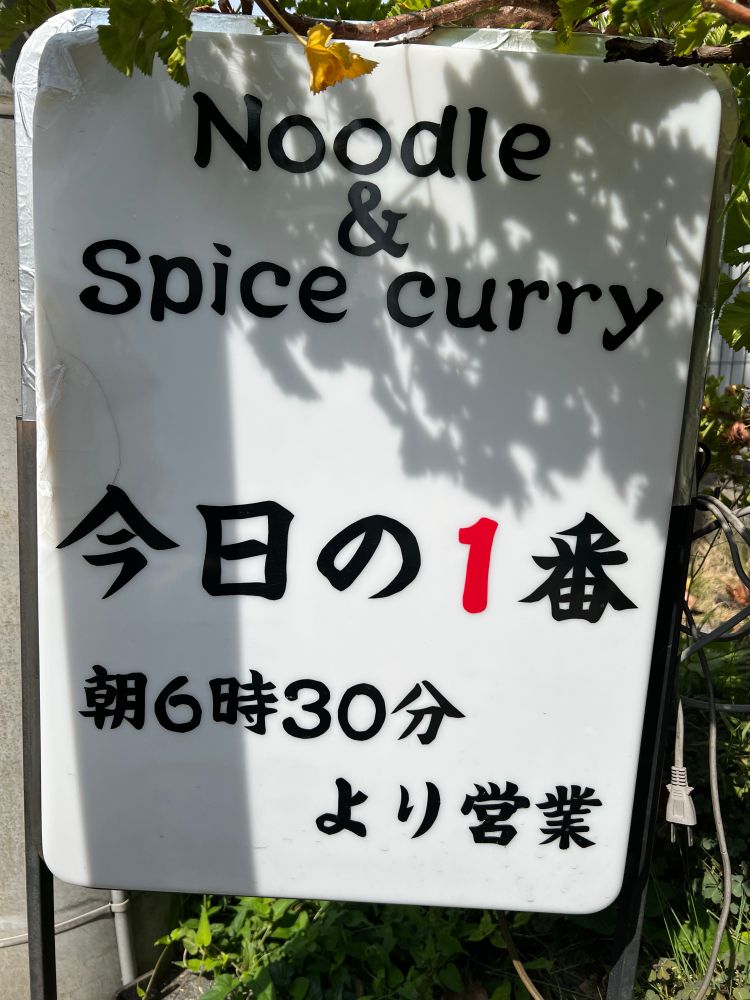 Noodle
&
Spice curry
今日の1番
朝6時30分
より営業